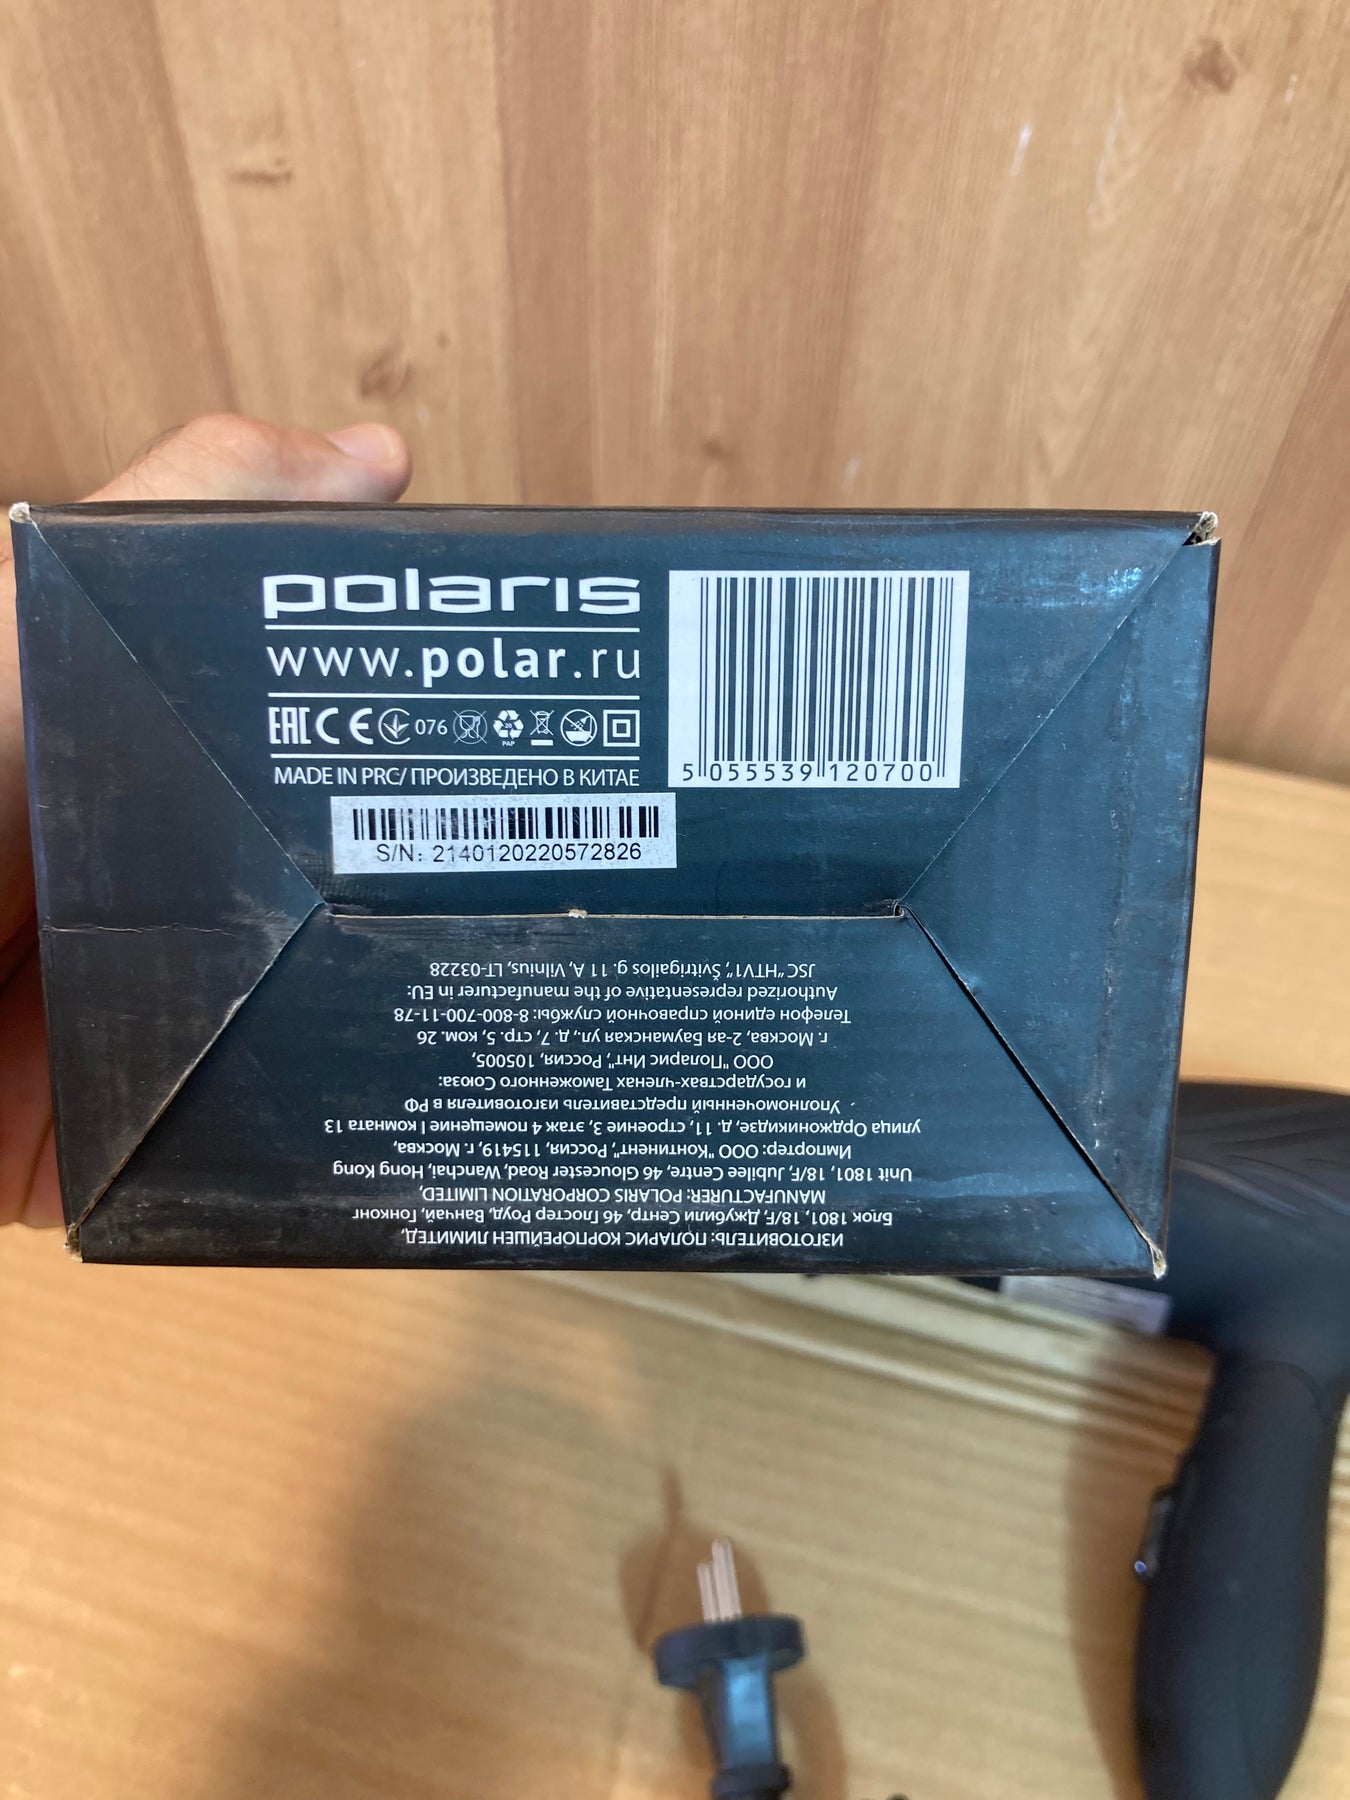 polaris
www.polar.ru
EAC CE 076
20
PAP
MADE IN PRC/ ПРОИЗВЕДЕНО В КИТАЕ
5 055539 120700
S/N: 2140120220572826
ИЗГОТОВИТЕЛЬ: ПОЛАРИС КОРПОРЕЙШЕН ЛИМИТЕД,
Блок 1801, 18/F, Джубили Сентр, 46 Глостер Роуд, Ванчай, Гонконг
MANUFACTURER: POLARIS CORPORATION LIMITED,
Unit 1801, 18/F, Jubilee Centre, 46 Gloucester Road, Wanchai, Hong Kong
Импортер: ООО "Континент", Россия, 115419, г. Москва,
улица Орджоникидзе, д. 11, строение 3, этаж 4 помещение I комната 13
Уполномоченный представитель изготовителя в РФ
и государствах-членах Таможенного Союза:
ООО "Поларис Инт", Россия, 105005,
г. Москва, 2-ая Бауманская ул., д. 7, стр. 5, ком. 26
Телефон единой справочной службы: 8-800-700-11-78
Authorized representative of the manufacturer in EU:
JSC "HTV1", Švitrigailos g. 11 A, Vilnius, LT-03228